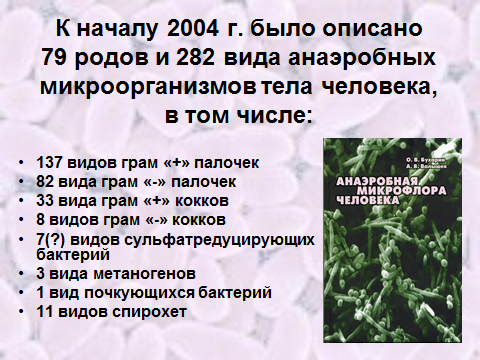 К началу 2004 г. было описано
79 родов и 282 вида анаэробных
микроорганизмов тела человека,
в том числе:
• 137 видов грам «+» палочек
• 82 вида грам «-» палочек
• 33 вида грам «+» кокков
• 8 видов грам «-» кокков
• 7(?) видов сульфатредуцирующих
бактерий
• 3 вида метаногенов
• 1 вид почкующихся бактерий
• 11 видов спирохет
О. В. Бухарин
А. В. Валышев
АНАЭРОБНАЯ
МИКРОФЛОРА
ЧЕЛОВЕКА